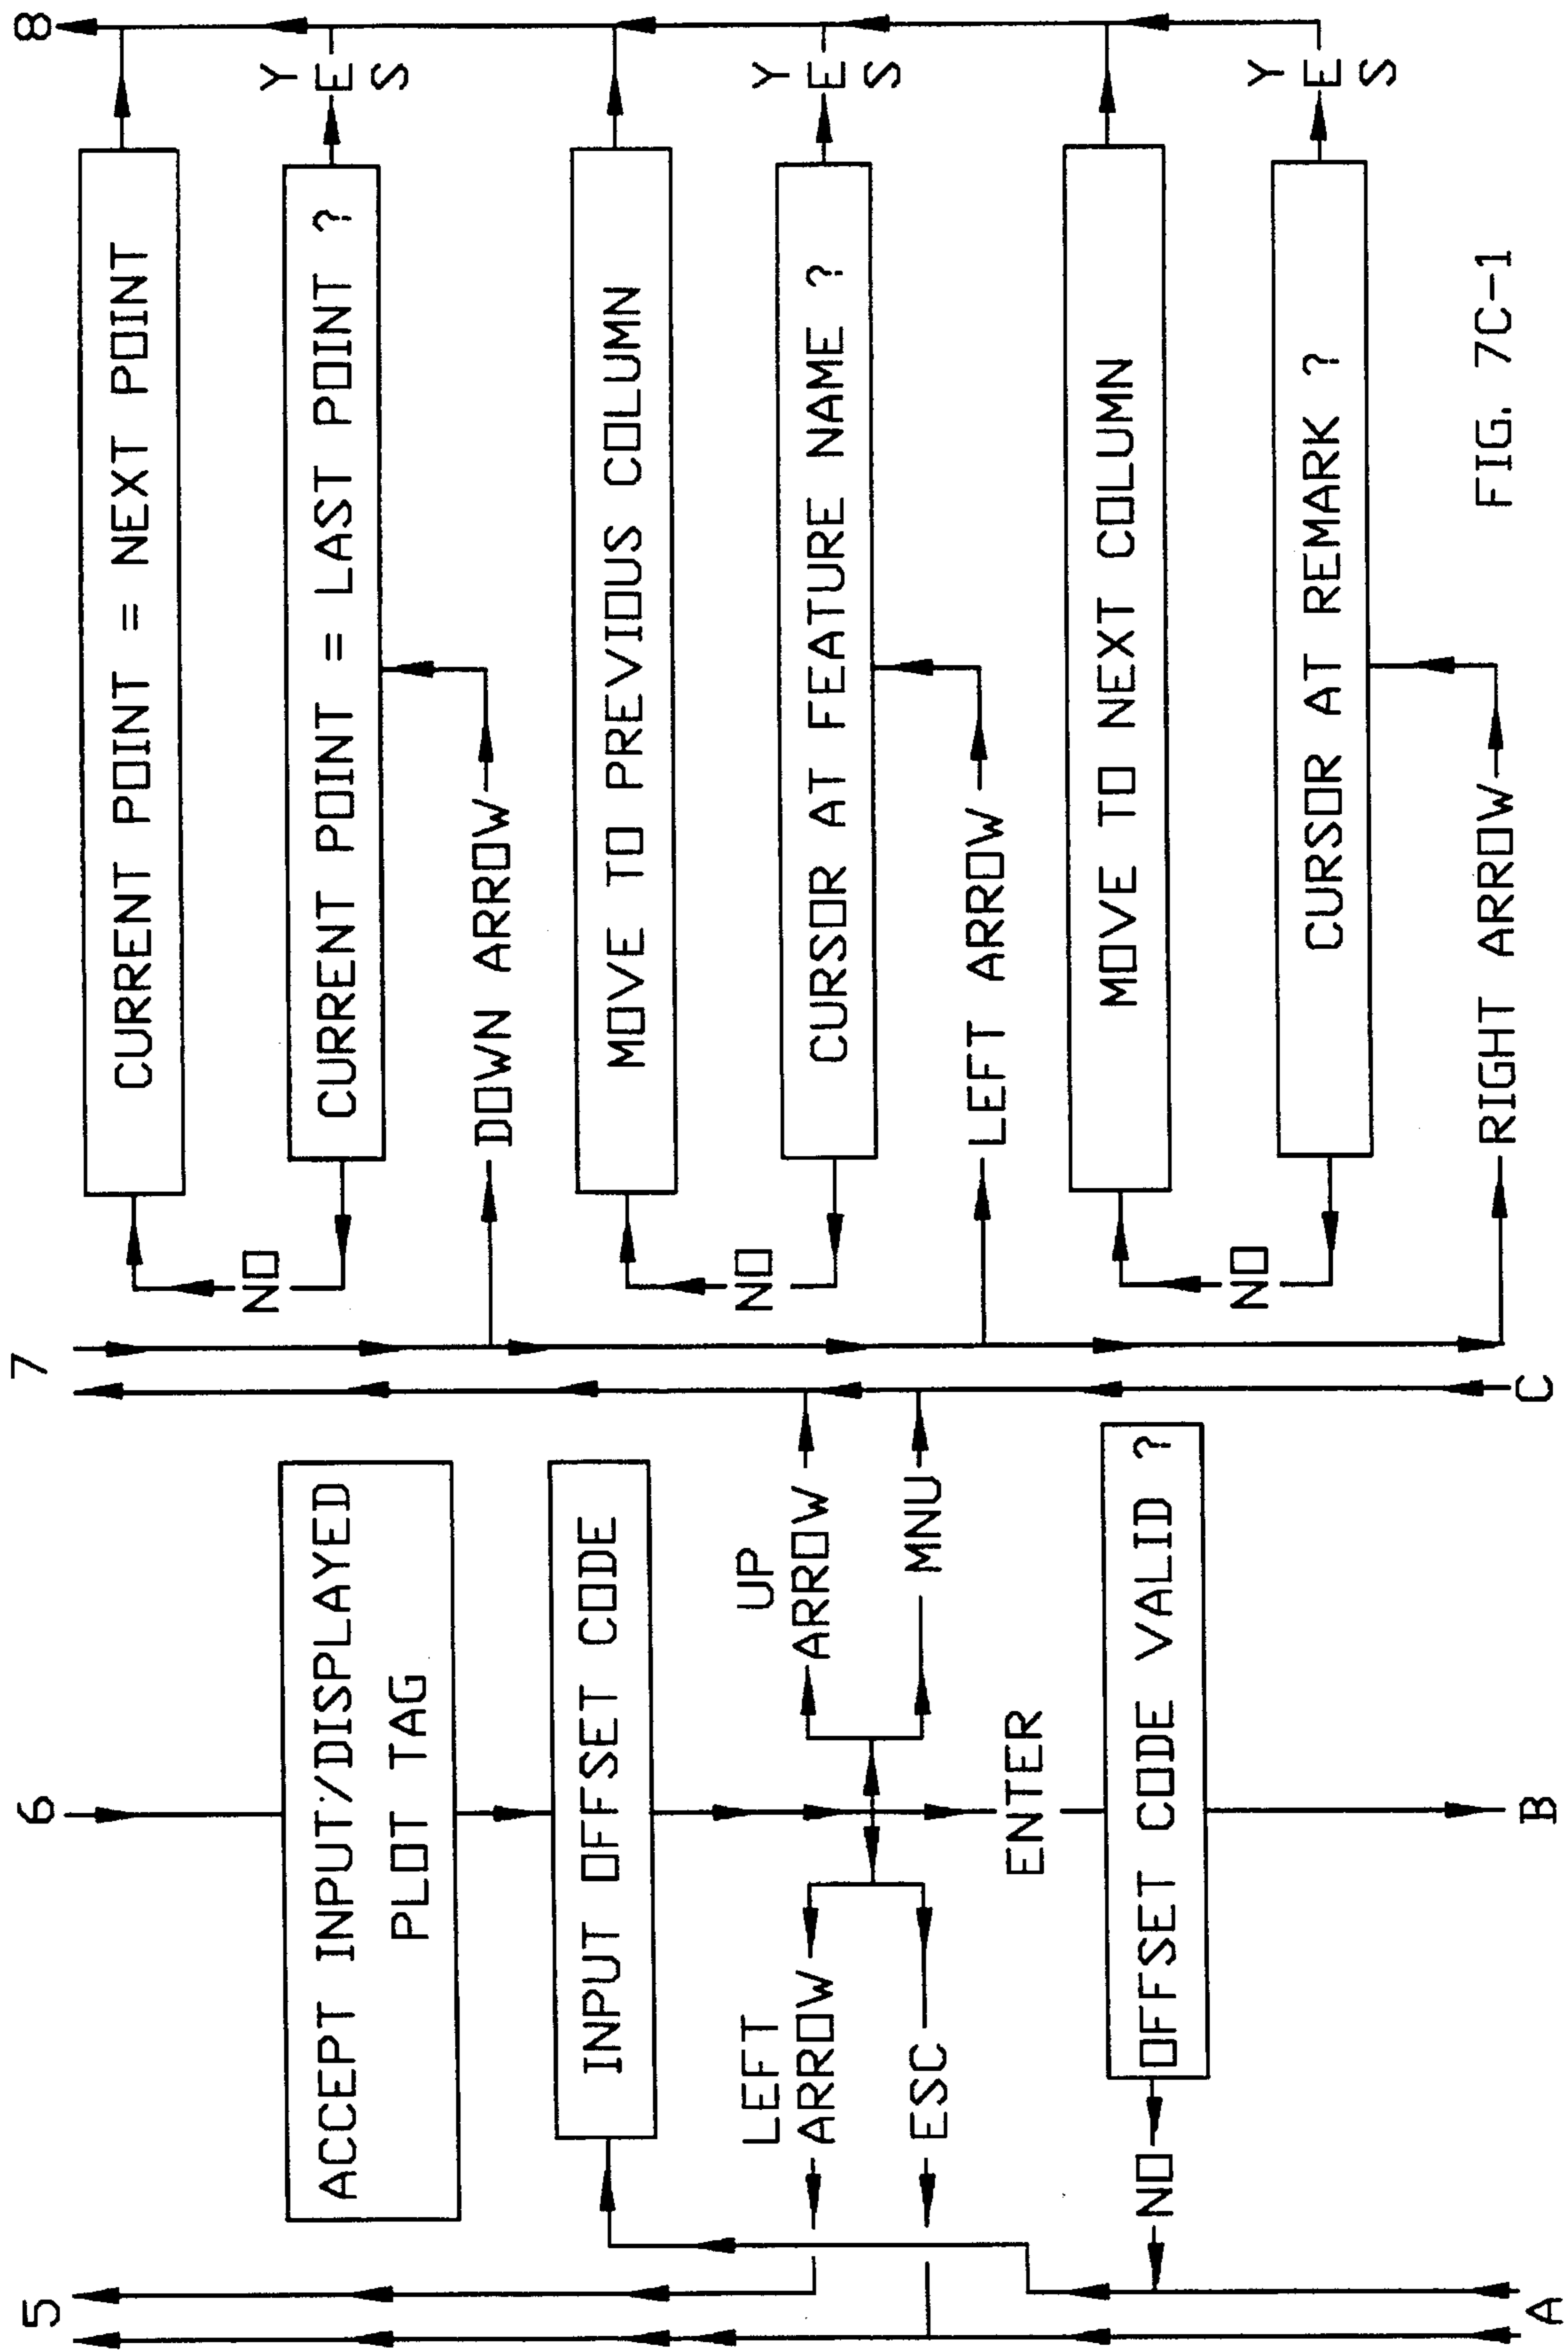 5
6
7
8
ACCEPT INPUT/DISPLAYED
PLOT TAG
INPUT OFFSET CODE
LEFT
ARROW
UP
ARROW
ESC
MNU
ENTER
NO
OFFSET CODE VALID ?
A
B
C
CURRENT POINT = NEXT POINT
NO
YES
CURRENT POINT = LAST POINT ?
DOWN ARROW
MOVE TO PREVIOUS COLUMN
NO
YES
CURSOR AT FEATURE NAME ?
LEFT ARROW
MOVE TO NEXT COLUMN
NO
YES
CURSOR AT REMARK ?
RIGHT ARROW
FIG. 7C-1